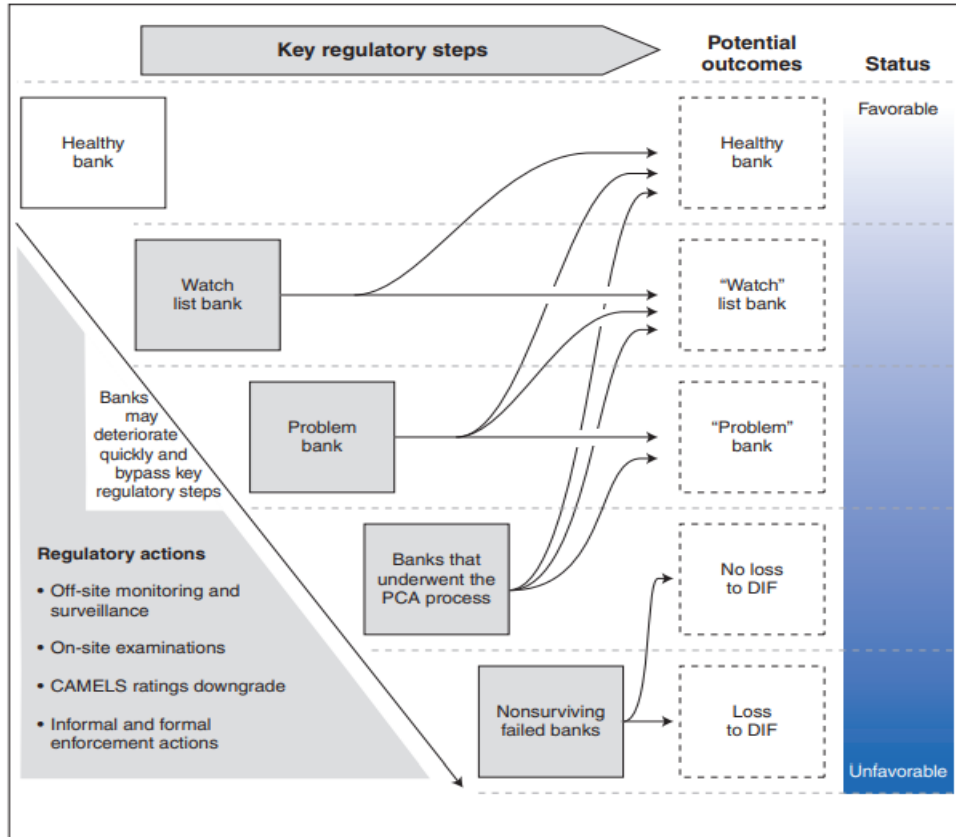 Key regulatory steps
Potential
outcomes
Status
Healthy
bank
Healthy
bank
Favorable
Watch
list bank
“Watch”
list bank
Banks
may
deteriorate
quickly and
bypass key
regulatory steps
Problem
bank
“Problem”
bank
Regulatory actions
• Off-site monitoring and
surveillance
• On-site examinations
• CAMELS ratings downgrade
• Informal and formal
enforcement actions
Banks that
underwent the
PCA process
No loss
to DIF
Nonsurviving
failed banks
Loss
to DIF
Unfavorable